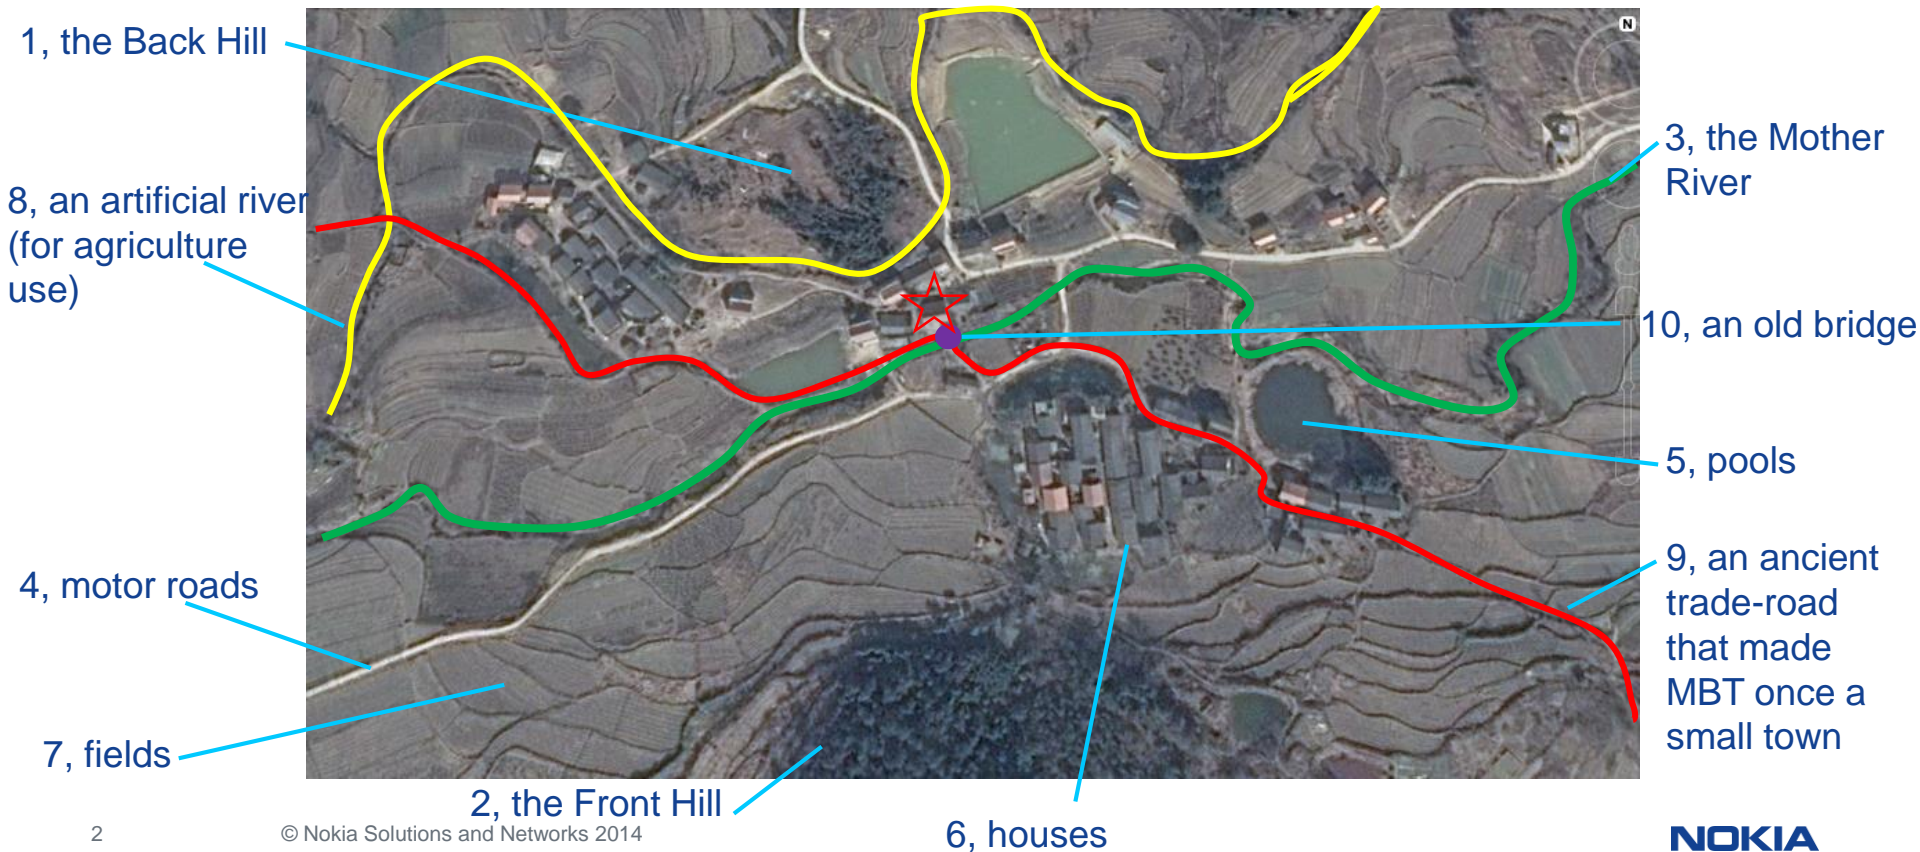 1, the Back Hill
N
3, the Mother
River
8, an artificial river
(for agriculture
use)
10, an old bridge
5, pools
4, motor roads
9, an ancient
trade-road
that made
MBT once a
small town
7, fields
2, the Front Hill
6, houses
2
© Nokia Solutions and Networks 2014
NOKIA